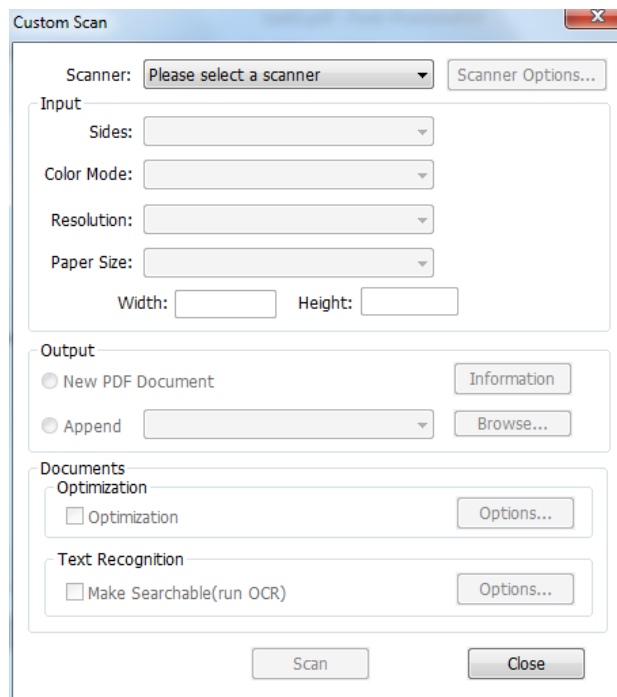 Custom Scan
Scanner: Please select a scanner Scanner Options...
Input
Sides:
Color Mode:
Resolution:
Paper Size:
Width: Height:
Output
New PDF Document Information
Append Browse...
Documents
Optimization
Optimization Options...
Text Recognition
Make Searchable(run OCR) Options...
Scan Close